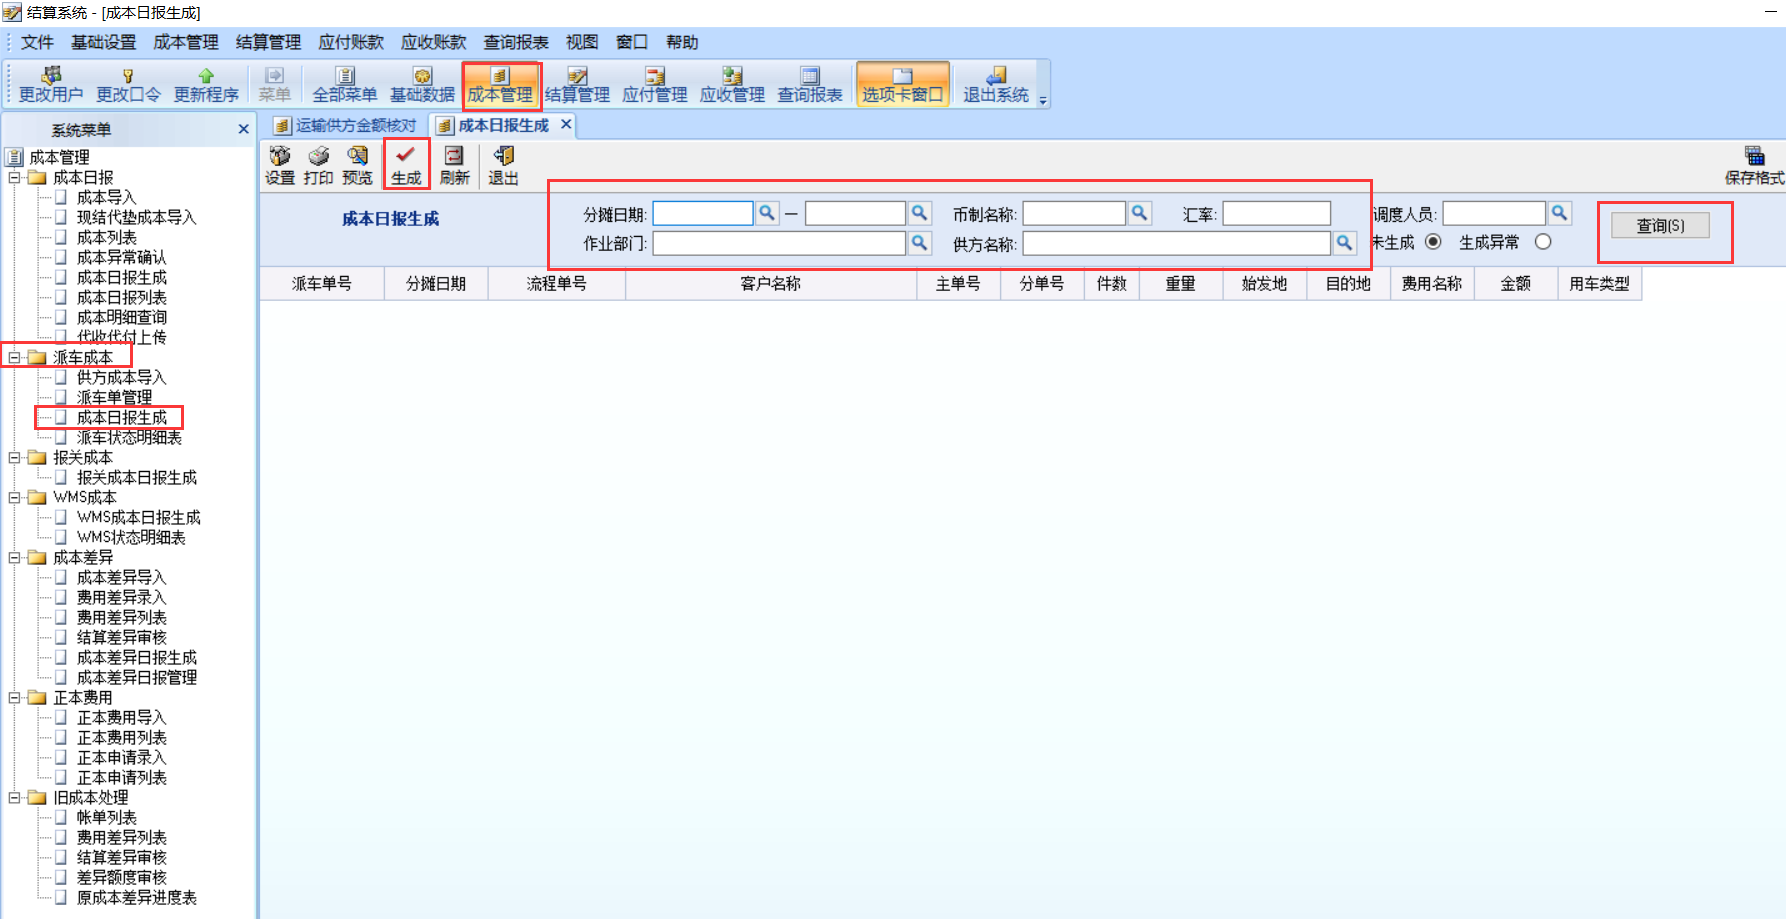 结算系统 - [成本日报生成]
文件 基础设置 成本管理 结算管理 应付账款 应收账款 查询报表 视图 窗口 帮助
更改用户 更改口令 更新程序 菜单 全部菜单 基础数据 成本管理 结算管理 应付管理 应收管理 查询报表 选项卡窗口 退出系统
系统菜单
成本管理
成本日报
成本导入
现结代垫成本导入
成本列表
成本异常确认
成本日报生成
成本日报列表
成本明细查询
代收代付上传
派车成本
供方成本导入
派车单管理
成本日报生成
派车状态明细表
报关成本
报关成本日报生成
WMS成本
WMS成本日报生成
WMS状态明细表
成本差异
成本差异导入
费用差异录入
费用差异列表
结算差异审核
成本差异日报生成
成本差异日报管理
正本费用
正本费用导入
正本费用列表
正本申请录入
正本申请列表
旧成本处理
帐单列表
费用差异列表
结算差异审核
差异额度审核
原成本差异进度表
运输供方金额核对 成本日报生成
设置 打印 预览 生成 刷新 退出 保存格式
成本日报生成
分摊日期: — 币制名称: 汇率: 调度人员:
作业部门: 供方名称: 未生成 生成异常
查询(S)
派车单号 分摊日期 流程单号 客户名称 主单号 分单号 件数 重量 始发地 目的地 费用名称 金额 用车类型